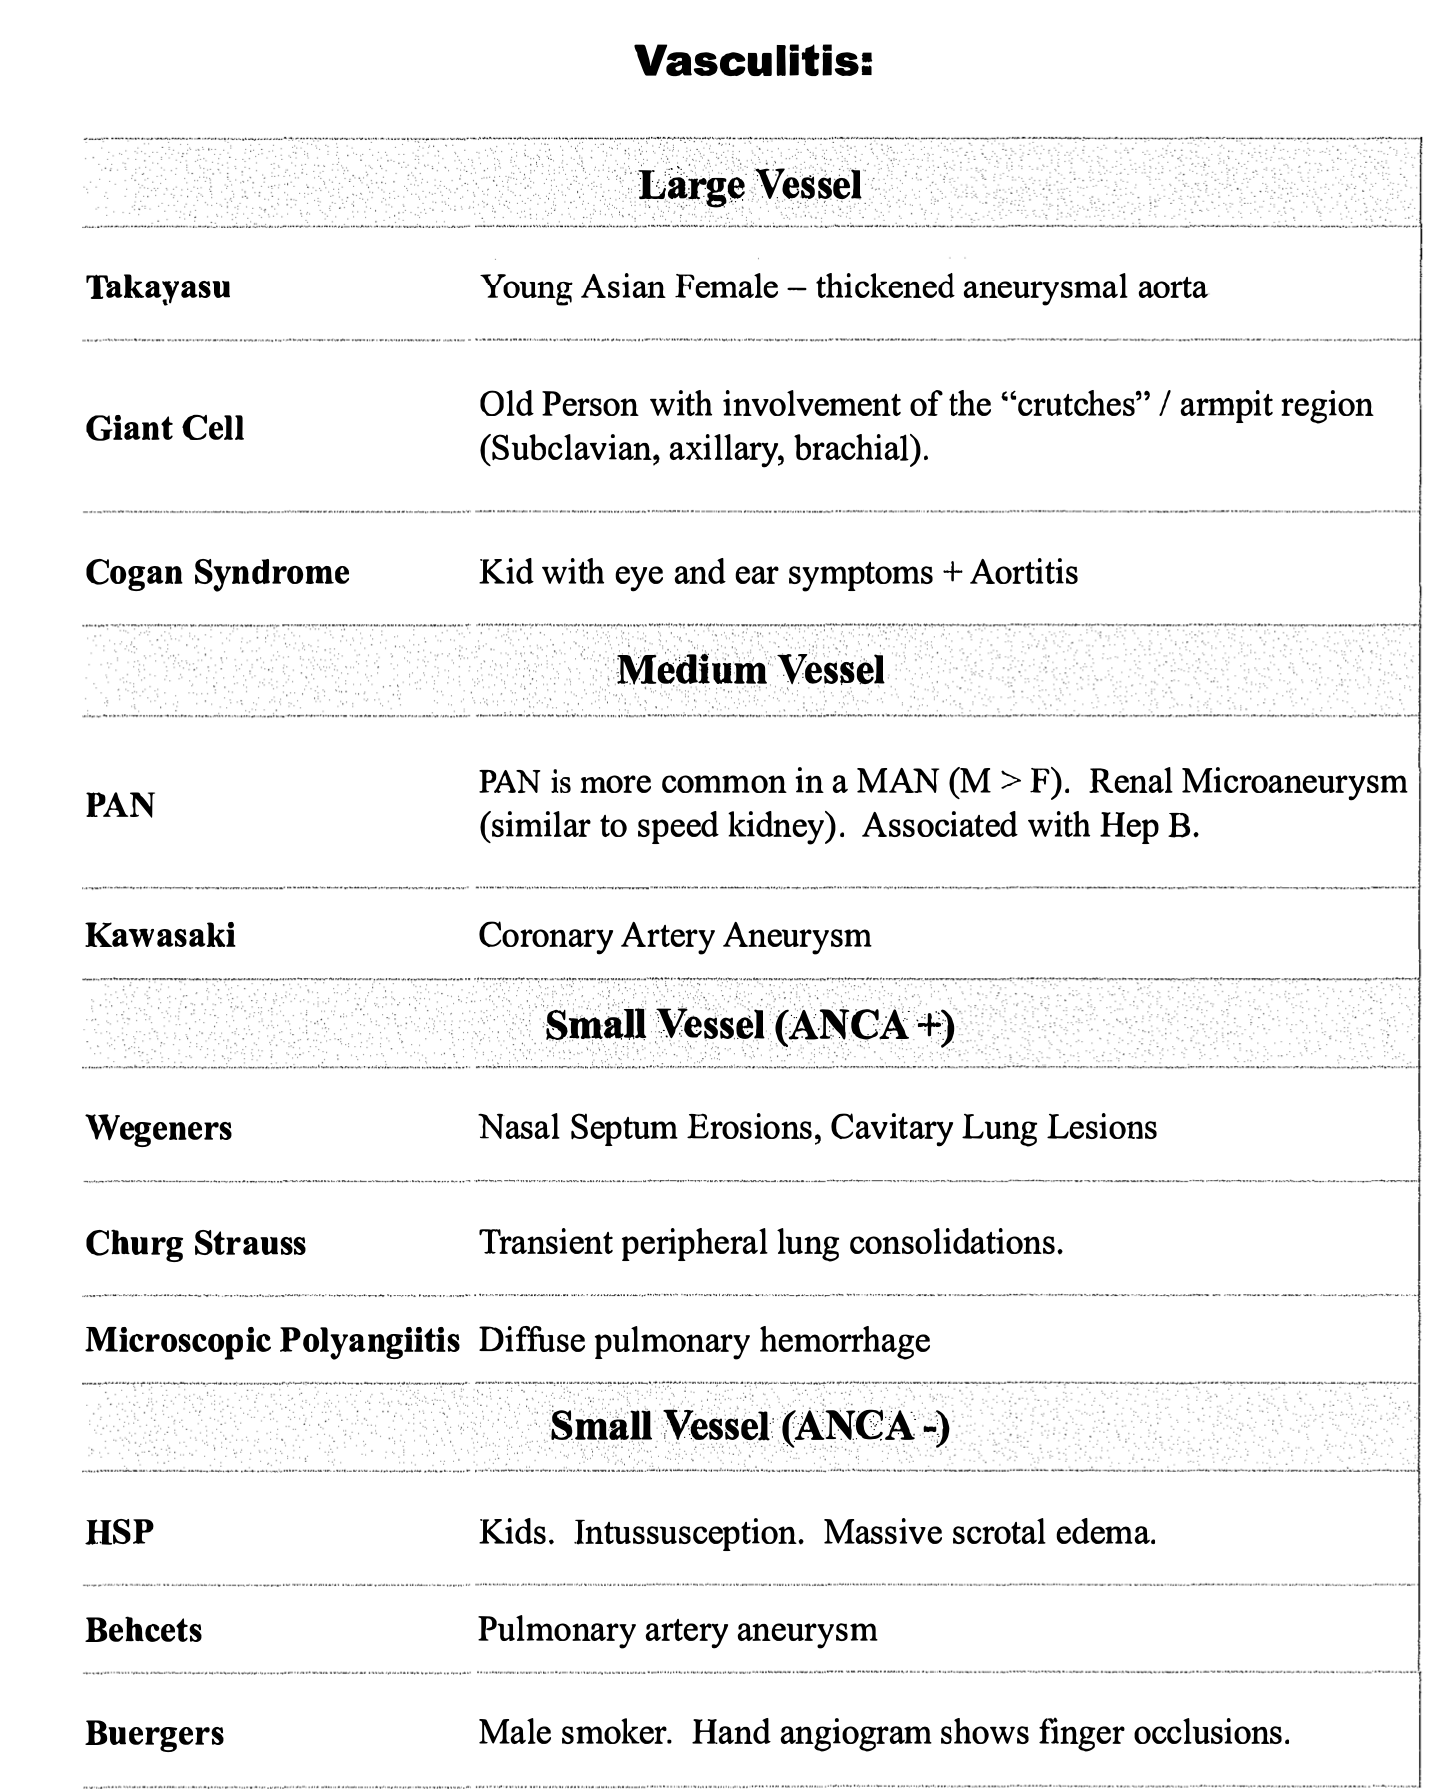 Vasculitis:
Large Vessel
Takayasu Young Asian Female – thickened aneurysmal aorta
Giant Cell Old Person with involvement of the “crutches” / armpit region
(Subclavian, axillary, brachial).
Cogan Syndrome Kid with eye and ear symptoms + Aortitis
Medium Vessel
PAN PAN is more common in a MAN (M > F). Renal Microaneurysm
(similar to speed kidney). Associated with Hep B.
Kawasaki Coronary Artery Aneurysm
Small Vessel (ANCA +)
Wegeners Nasal Septum Erosions, Cavitary Lung Lesions
Churg Strauss Transient peripheral lung consolidations.
Microscopic Polyangiitis Diffuse pulmonary hemorrhage
Small Vessel (ANCA -)
HSP Kids. Intussusception. Massive scrotal edema.
Behcets Pulmonary artery aneurysm
Buergers Male smoker. Hand angiogram shows finger occlusions.